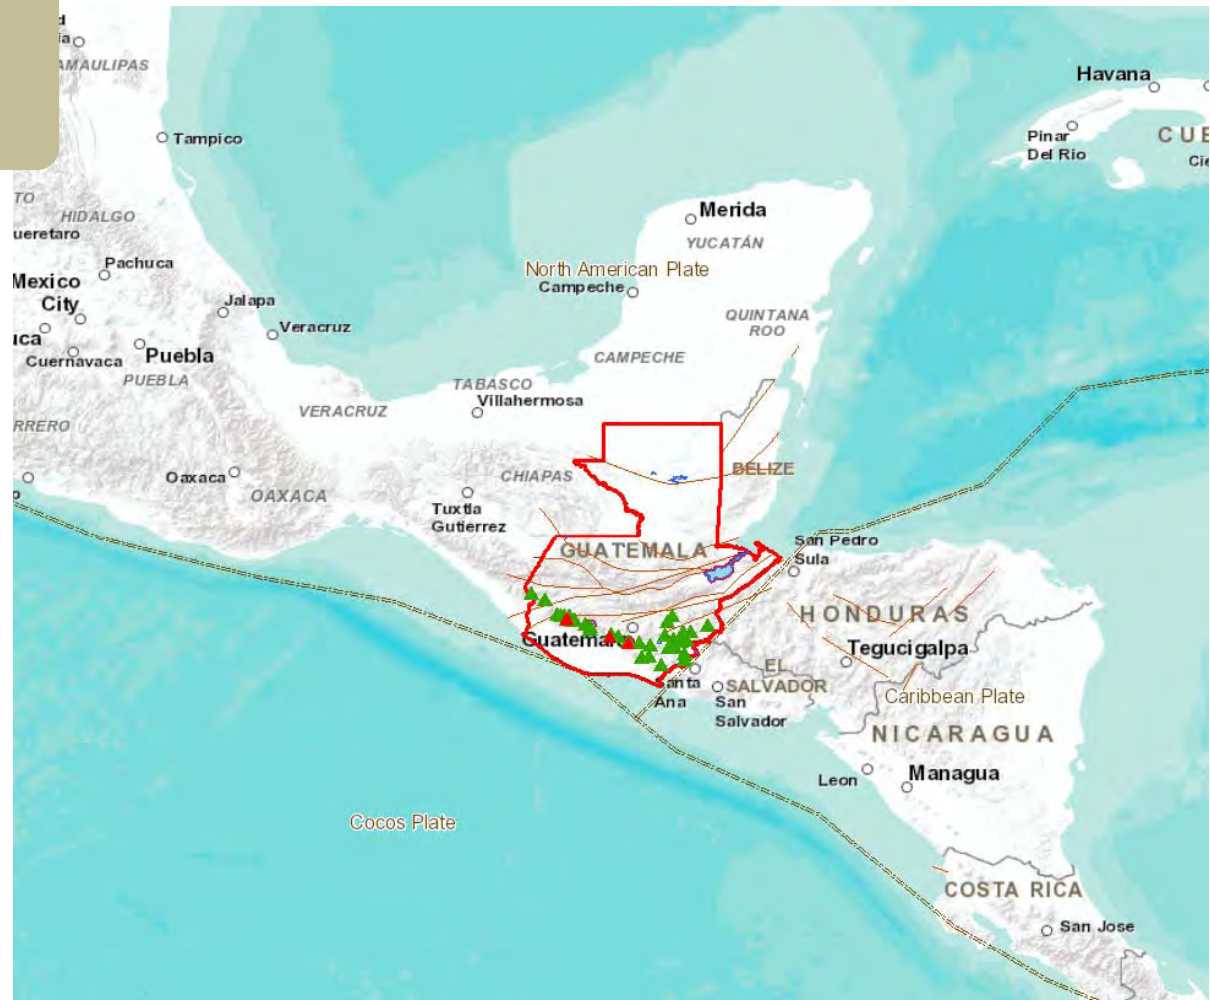 Havana
Pinar
Del Rio
Tampico
HIDALGO
Merida
YUCATÁN
Pachuca
North American Plate
Campeche
Mexico
City
Jalapa
QUINTANA
ROO
Veracruz
Cuernavaca
Puebla
PUEBLA
CAMPECHE
TABASCO
Villahermosa
VERACRUZ
BELIZE
Oaxaca
OAXACA
CHIAPAS
Tuxtla
Gutierrez
GUATEMALA
San Pedro
Sula
HONDURAS
Tegucigalpa
EL
SALVADOR
Ana
San
Salvador
Caribbean Plate
NICARAGUA
Leon
Managua
Cocos Plate
COSTA RICA
San Jose